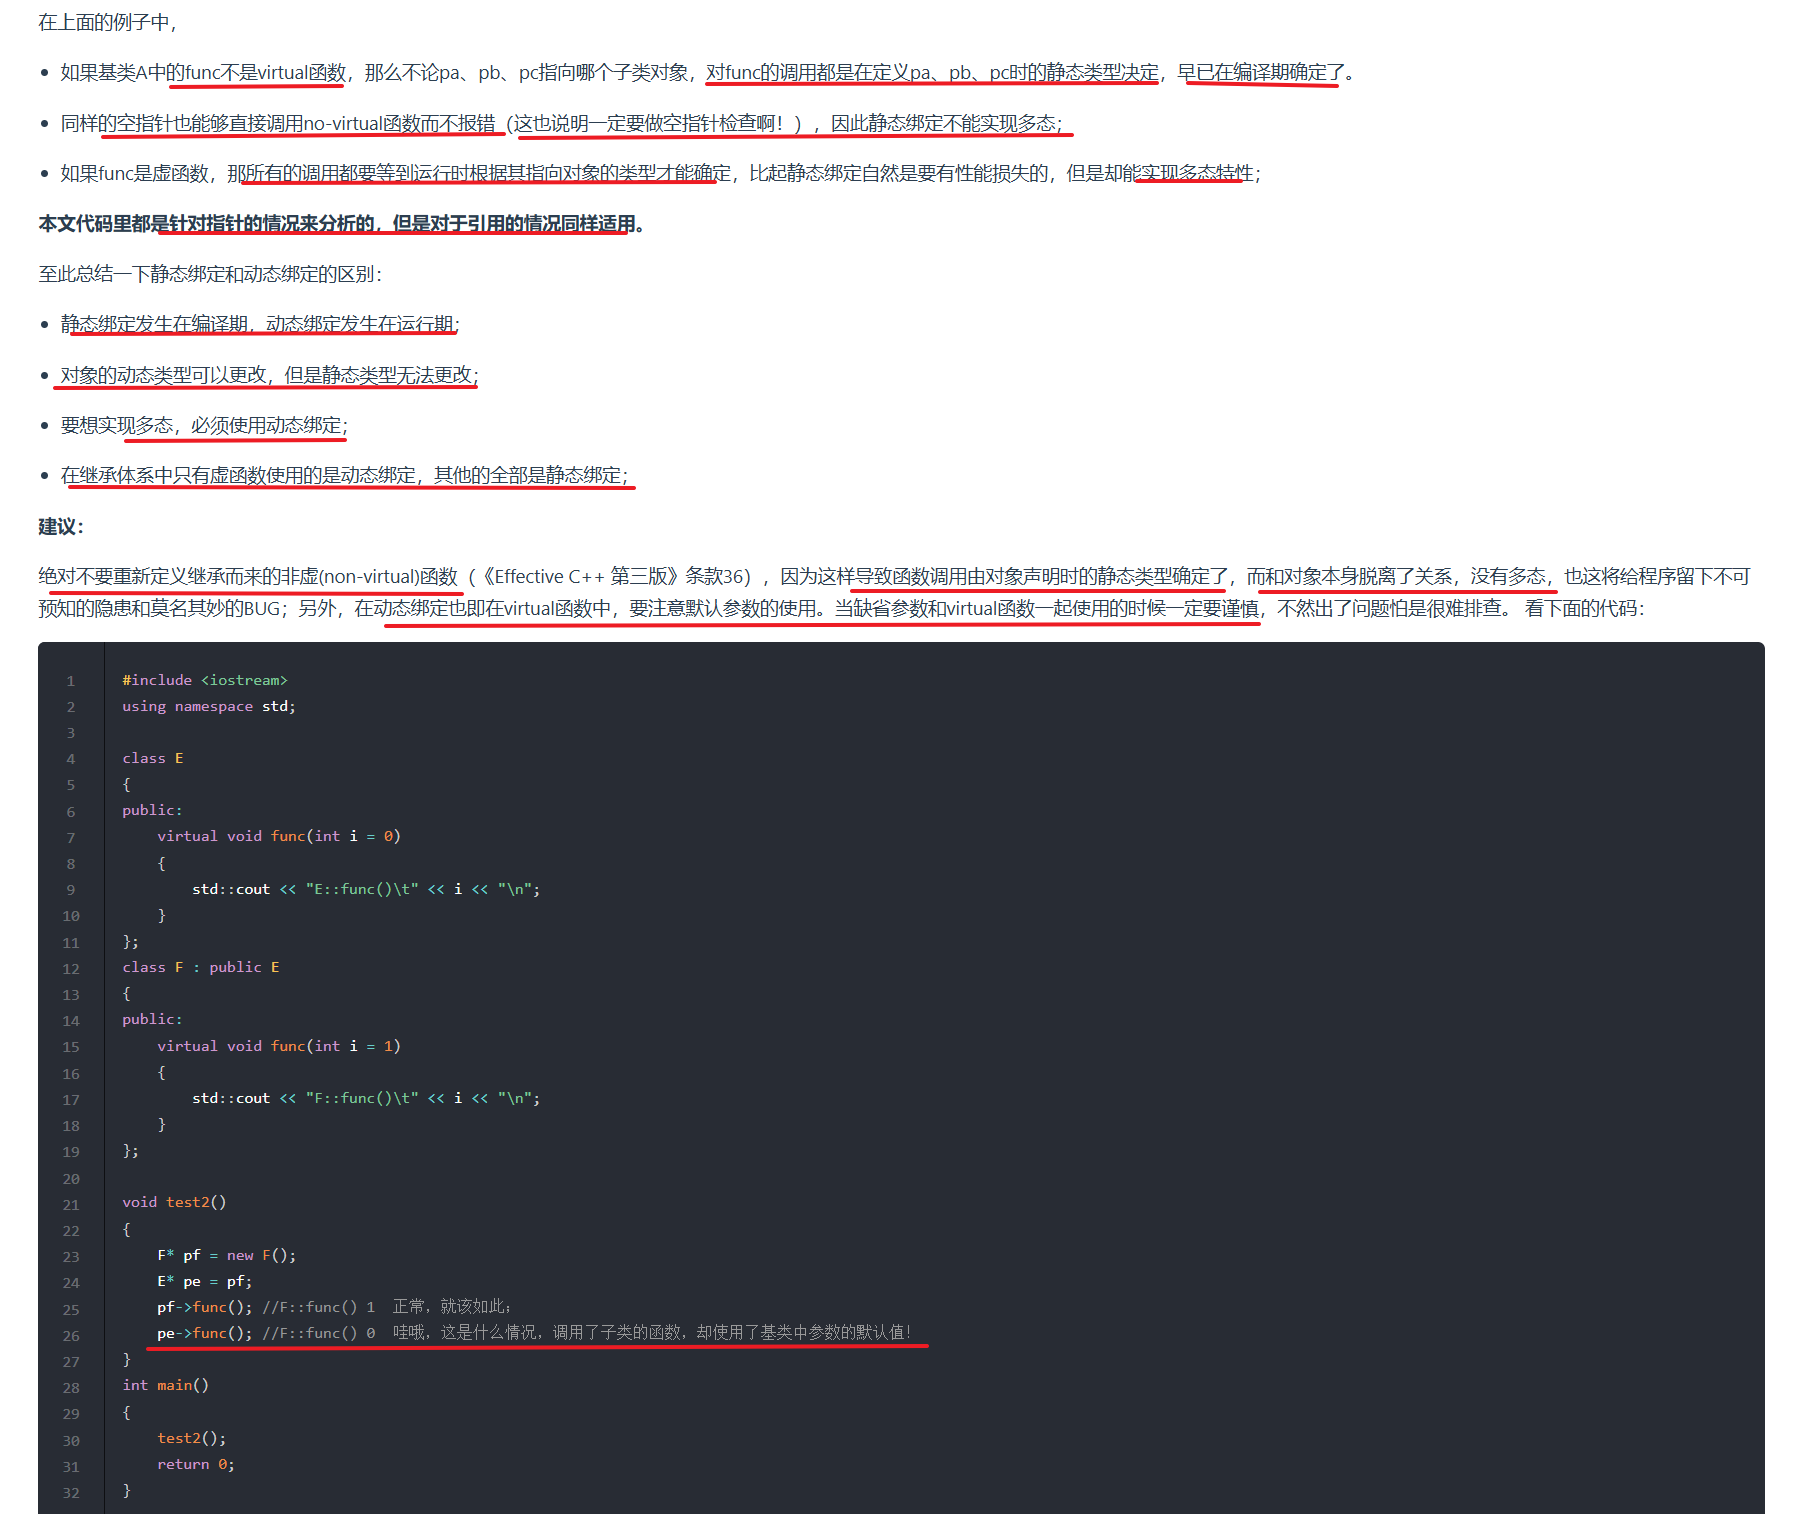 在上面的例子中，
• 如果基类A中的func不是virtual函数，那么不论pa、pb、pc指向哪个子类对象，对func的调用都是在定义pa、pb、pc时的静态类型决定，早已在编译期确定了。
• 同样的空指针也能够直接调用no-virtual函数而不报错（这也说明一定要做空指针检查啊！），因此静态绑定不能实现多态；
• 如果func是虚函数，那所有的调用都要等到运行时根据其指向对象的类型才能确定，比起静态绑定自然是要有性能损失的，但是却能实现多态特性；
本文代码里都是针对指针的情况来分析的，但是对于引用的情况同样适用。
至此总结一下静态绑定和动态绑定的区别：
• 静态绑定发生在编译期，动态绑定发生在运行期；
• 对象的动态类型可以更改，但是静态类型无法更改；
• 要想实现多态，必须使用动态绑定；
• 在继承体系中只有虚函数使用的是动态绑定，其他的全部是静态绑定；
建议：
绝对不要重新定义继承而来的非虚(non-virtual)函数（《Effective C++ 第三版》条款36），因为这样导致函数调用由对象声明时的静态类型确定了，而和对象本身脱离了关系，没有多态，也这将给程序留下不可
预知的隐患和莫名其妙的BUG；另外，在动态绑定也即在virtual函数中，要注意默认参数的使用。当缺省参数和virtual函数一起使用的时候一定要谨慎，不然出了问题怕是很难排查。 看下面的代码：
1 #include <iostream>
2 using namespace std;
3
4 class E
5 {
6 public:
7     virtual void func(int i = 0)
8     {
9         std::cout << "E::func()\t" << i << "\n";
10     }
11 };
12 class F : public E
13 {
14 public:
15     virtual void func(int i = 1)
16     {
17         std::cout << "F::func()\t" << i << "\n";
18     }
19 };
20
21 void test2()
22 {
23     F* pf = new F();
24     E* pe = pf;
25     pf->func(); //F::func() 1  正常，就该如此；
26     pe->func(); //F::func() 0  哇哦，这是什么情况，调用了子类的函数，却使用了基类中参数的默认值！
27 }
28 int main()
29 {
30     test2();
31     return 0;
32 }